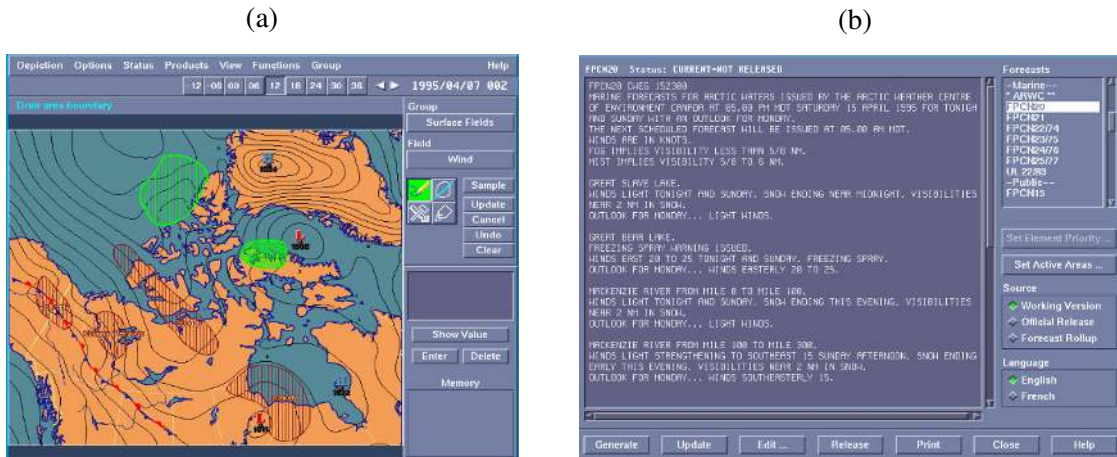 (a)
Depiction Options Status Products View Functions Group Help
-12 -06 00 06 12 18 24 30 36 1995/04/07 00Z
Draw area boundary
Group
Surface Fields
Field
Wind
Sample
Update
Cancel
Undo
Clear
Show Value
Enter Delete
Memory
(b)
FPCN20 Status: CURRENT-NOT RELEASED
FPCN20 CWEG 152300
MARINE FORECASTS FOR ARCTIC WATERS ISSUED BY THE ARCTIC WEATHER CENTRE
OF ENVIRONMENT CANADA AT 05.00 PM MDT SATURDAY 15 APRIL 1995 FOR TONIGH
AND SUNDAY WITH AN OUTLOOK FOR MONDAY.
THE NEXT SCHEDULED FORECAST WILL BE ISSUED AT 05.00 AM MDT.
WINDS ARE IN KNOTS.
FOG IMPLIES VISIBILITY LESS THAN 5/8 NM.
MIST IMPLIES VISIBILITY 5/8 TO 6 NM.
GREAT SLAVE LAKE.
WINDS LIGHT TONIGHT AND SUNDAY. SNOW ENDING NEAR MIDNIGHT. VISIBILITIES
NEAR 2 NM IN SNOW.
OUTLOOK FOR MONDAY... LIGHT WINDS.
GREAT BEAR LAKE.
FREEZING SPRAY WARNING ISSUED.
WINDS EAST 20 TO 25 TONIGHT AND SUNDAY. FREEZING SPRAY.
OUTLOOK FOR MONDAY... WINDS EASTERLY 20 TO 25.
MACKENZIE RIVER FROM MILE 0 TO MILE 100.
WINDS LIGHT TONIGHT AND SUNDAY. SNOW ENDING THIS EVENING. VISIBILITIES
NEAR 2 NM IN SNOW.
OUTLOOK FOR MONDAY... LIGHT WINDS.
MACKENZIE RIVER FROM MILE 100 TO MILE 300.
WINDS LIGHT STRENGTHENING TO SOUTHEAST 15 SUNDAY AFTERNOON. SNOW ENDING
EARLY THIS EVENING. VISIBILITIES NEAR 2 NM IN SNOW.
OUTLOOK FOR MONDAY... WINDS SOUTHEASTERLY 15.
Forecasts
--Marine---
* ARWC **
FPCN20
FPCN21
FPCN22/74
FPCN23/75
FPCN24/76
FPCN25/77
UL 22/83
--Public---
FPCN15
Set Element Priority ...
Set Active Areas ...
Source
Working Version
Official Release
Forecast Rollup
Language
English
French
Generate Update Edit ... Release Print Close Help